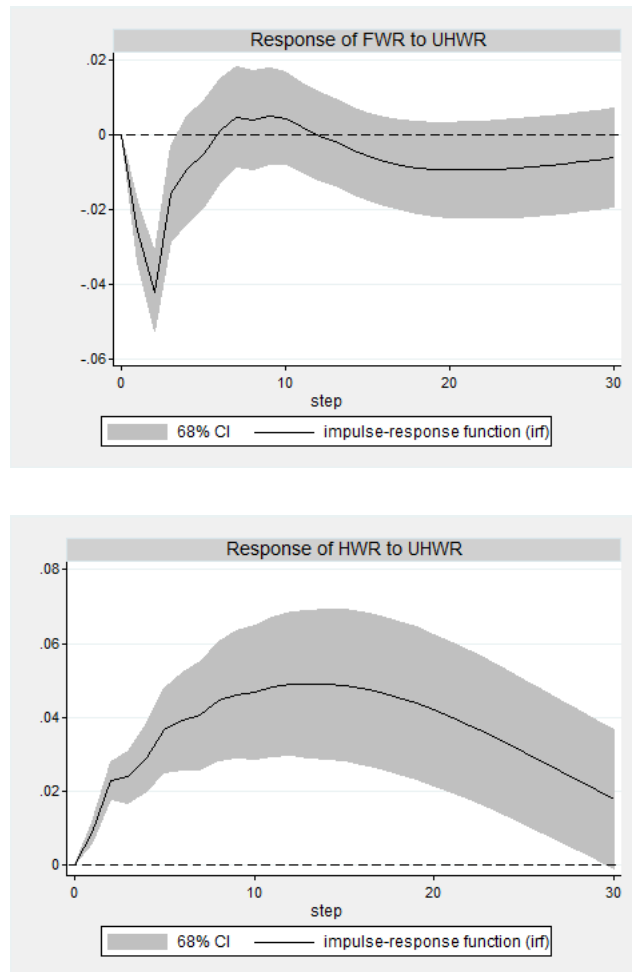 Response of FWR to UHWR
.02
0
-.02
-.04
-.06
0 10 20 30
step
68% CI impulse-response function (irf)
Response of HWR to UHWR
.08
.06
.04
.02
0
0 10 20 30
step
68% CI impulse-response function (irf)